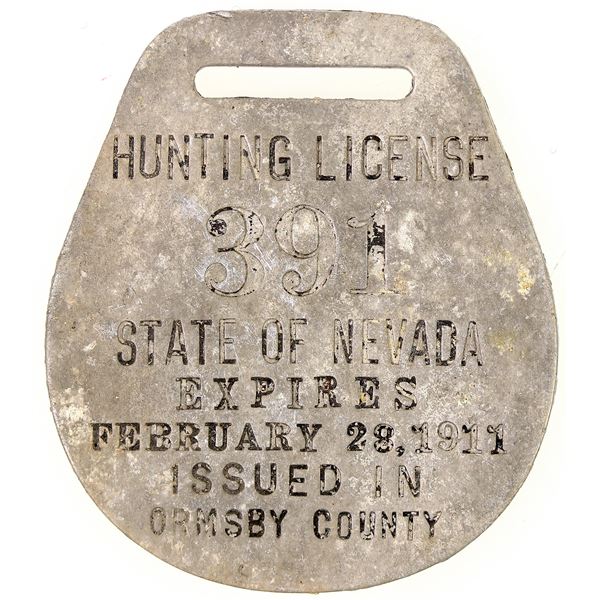 HUNTING LICENSE
391
STATE OF NEVADA
EXPIRES
FEBRUARY 28, 1911
ISSUED IN
ORMSBY COUNTY